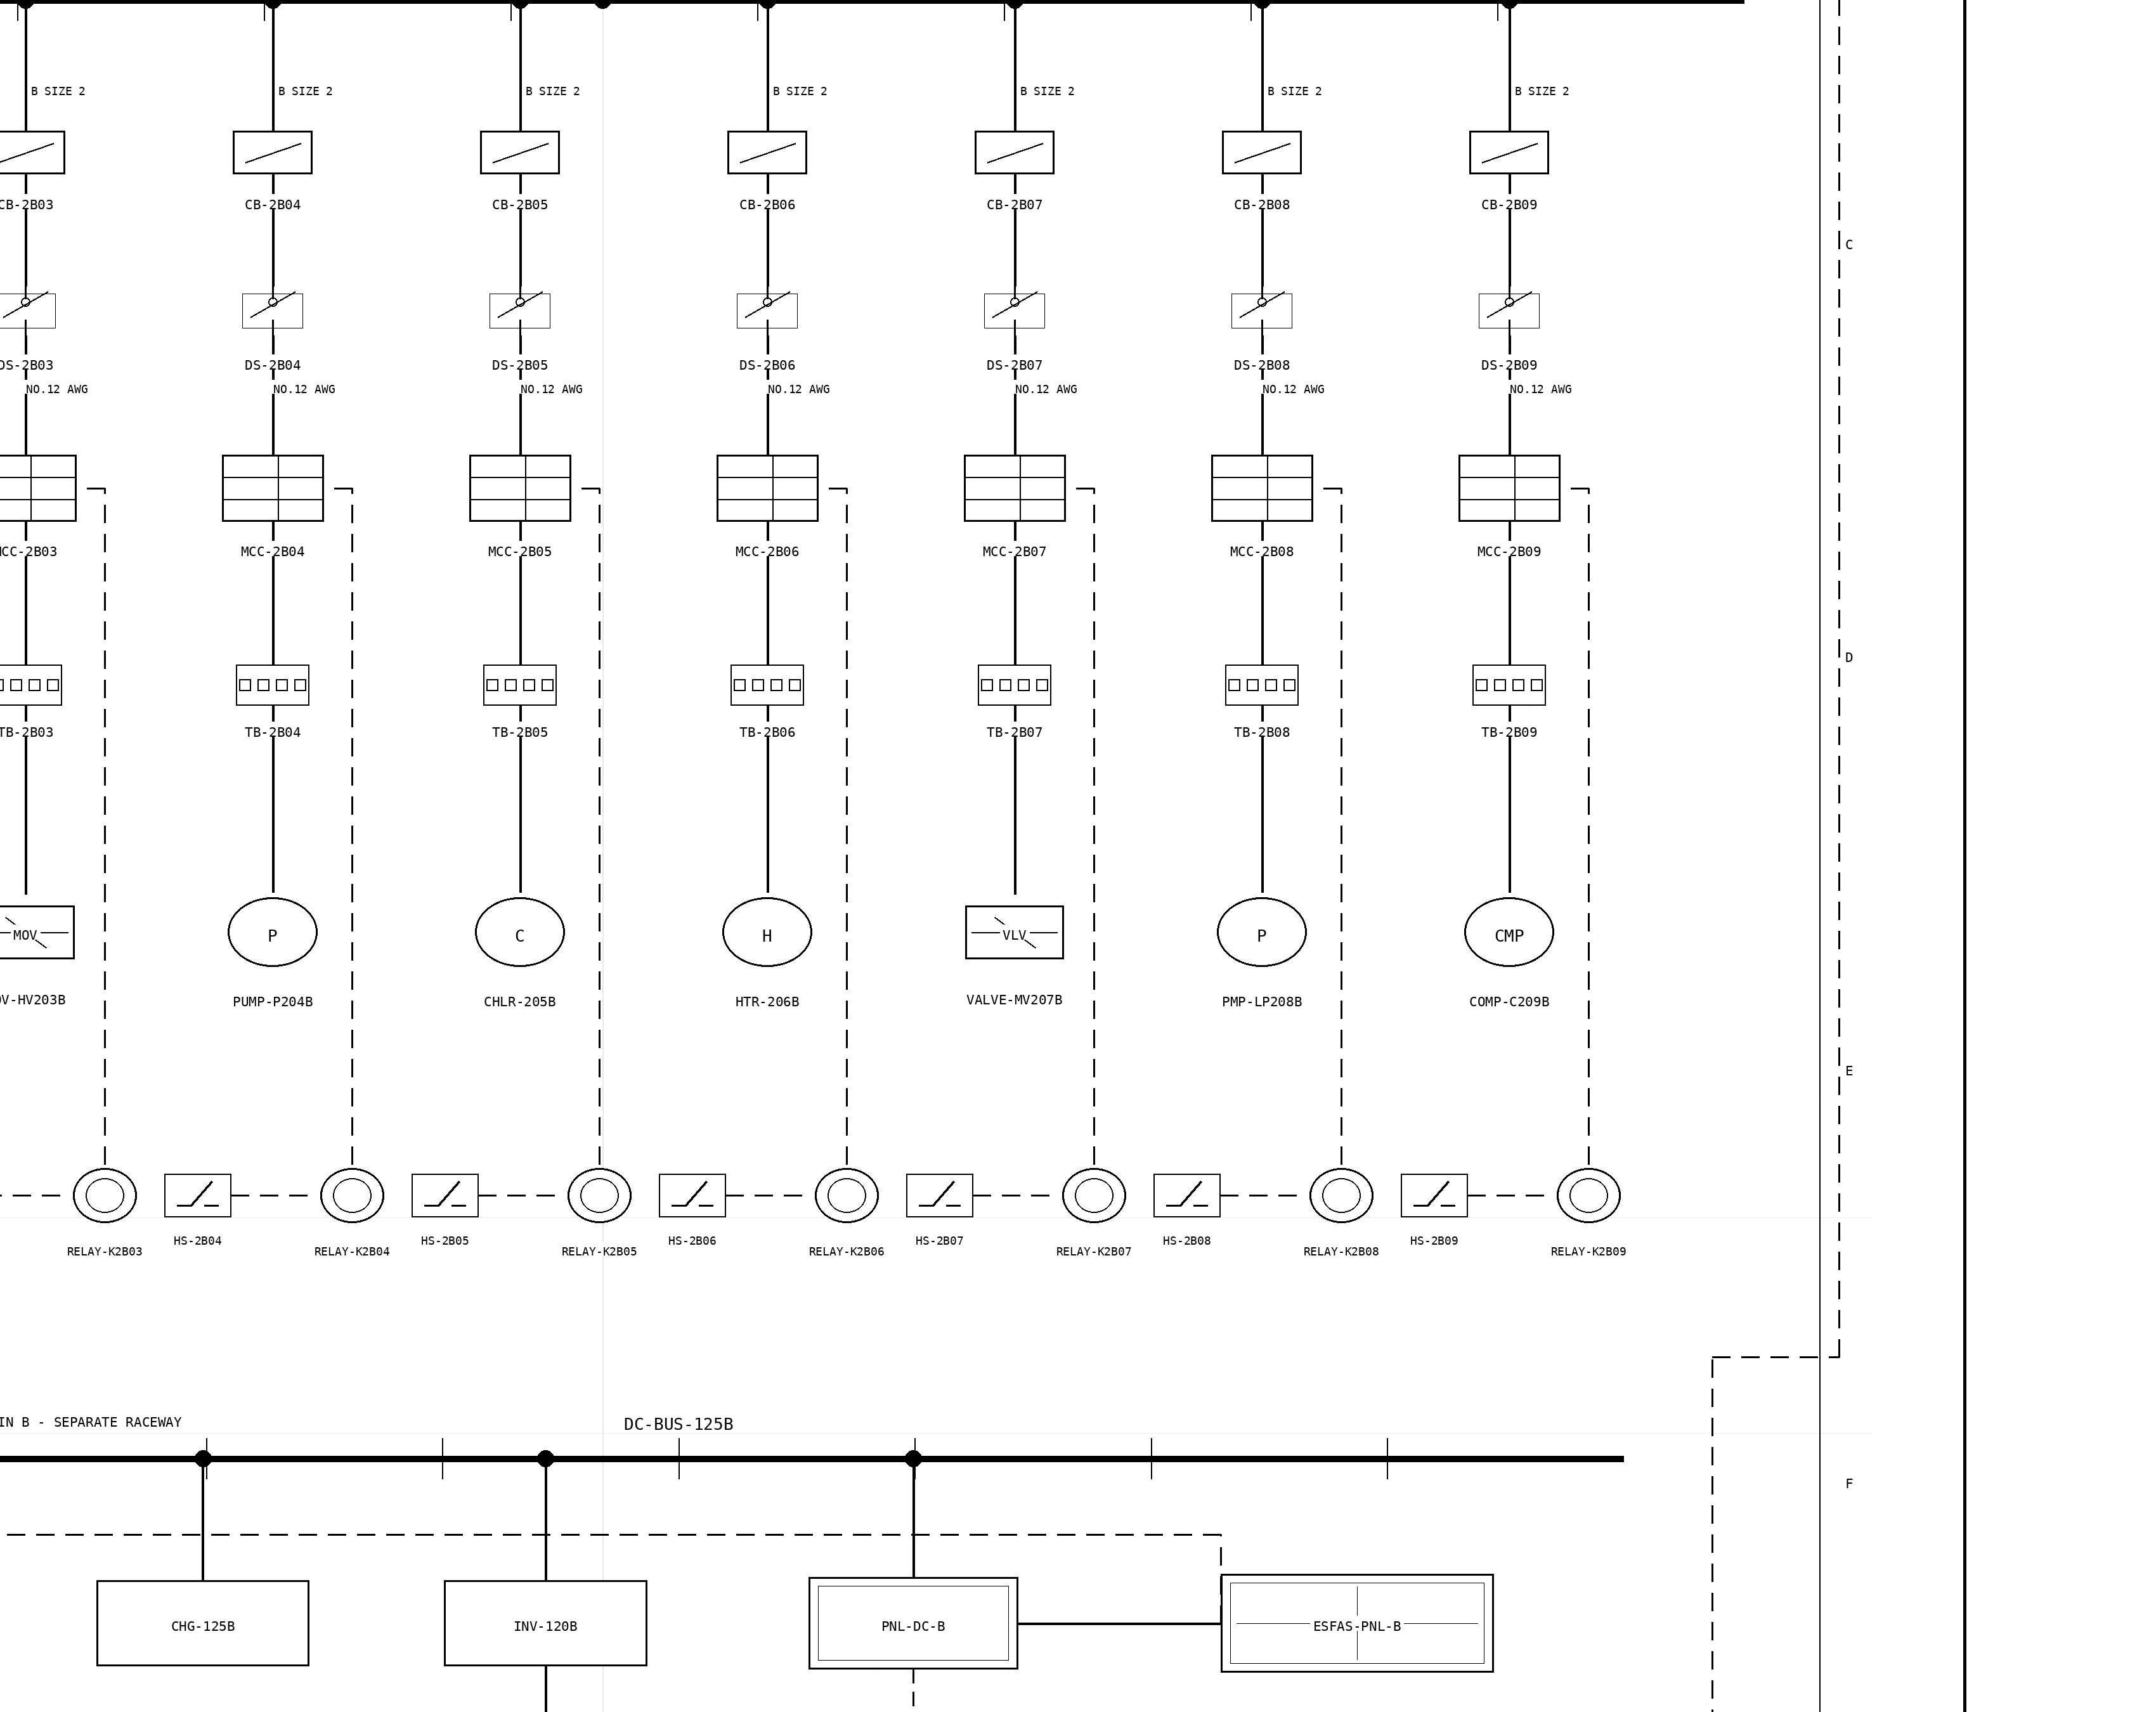 B SIZE 2 B SIZE 2 B SIZE 2 B SIZE 2 B SIZE 2 B SIZE 2 B SIZE 2
CB-2B03 CB-2B04 CB-2B05 CB-2B06 CB-2B07 CB-2B08 CB-2B09
C
DS-2B03 DS-2B04 DS-2B05 DS-2B06 DS-2B07 DS-2B08 DS-2B09
NO.12 AWG NO.12 AWG NO.12 AWG NO.12 AWG NO.12 AWG NO.12 AWG NO.12 AWG
MCC-2B03 MCC-2B04 MCC-2B05 MCC-2B06 MCC-2B07 MCC-2B08 MCC-2B09
D
TB-2B03 TB-2B04 TB-2B05 TB-2B06 TB-2B07 TB-2B08 TB-2B09
MOV P C H VLV P CMP
OV-HV203B PUMP-P204B CHLR-205B HTR-206B VALVE-MV207B PMP-LP208B COMP-C209B
E
HS-2B04 HS-2B05 HS-2B06 HS-2B07 HS-2B08 HS-2B09
RELAY-K2B03 RELAY-K2B04 RELAY-K2B05 RELAY-K2B06 RELAY-K2B07 RELAY-K2B08 RELAY-K2B09
IN B - SEPARATE RACEWAY DC-BUS-125B
F
CHG-125B INV-120B PNL-DC-B ESFAS-PNL-B